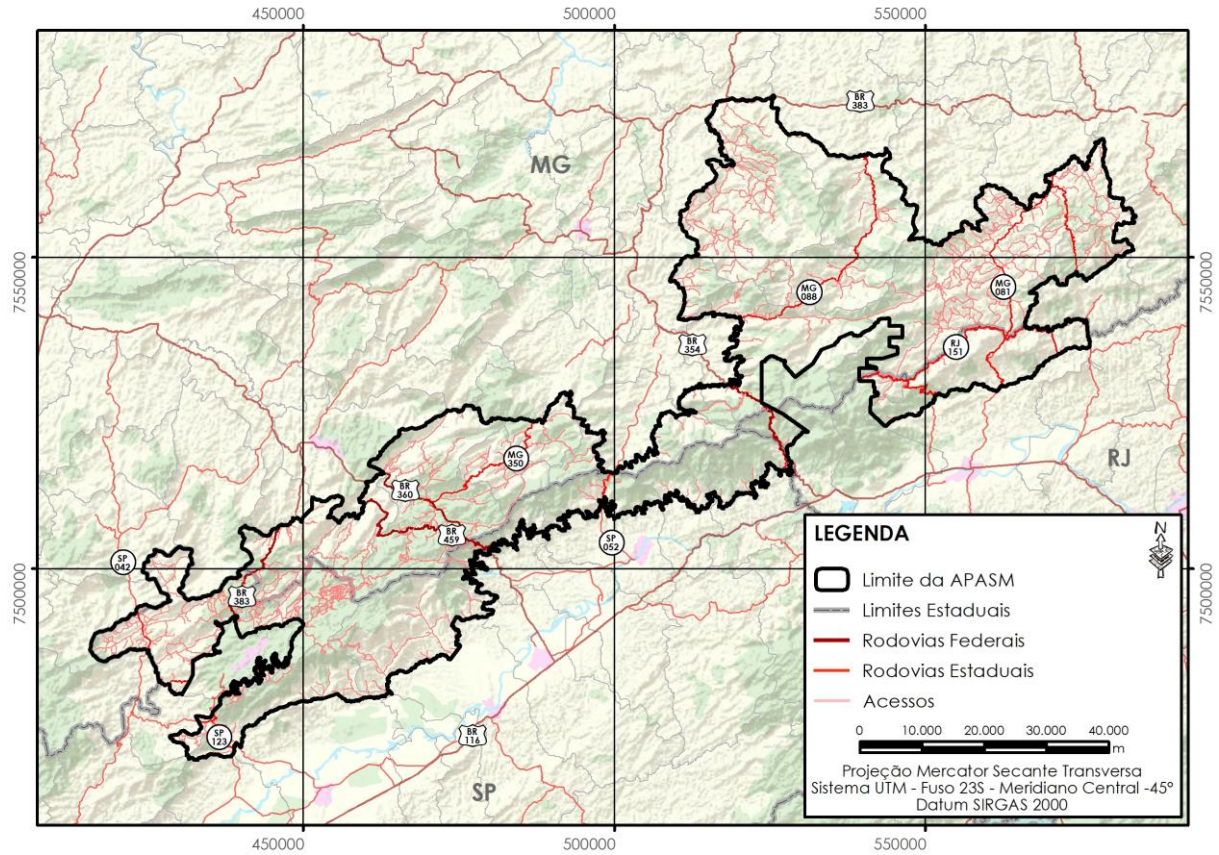 450000
500000
550000
BR
383
MG
7550000
7550000
MG
088
MG
081
BR
354
RJ
151
MG
350
RJ
BR
360
BR
459
SP
052
SP
042
7500000
7500000
BR
383
SP
123
BR
116
SP
LEGENDA
N
Limite da APASM
Limites Estaduais
Rodovias Federais
Rodovias Estaduais
Acessos
0 10.000 20.000 30.000 40.000
m
Projeção Mercator Secante Transversa
Sistema UTM - Fuso 23S - Meridiano Central -45º
Datum SIRGAS 2000
450000
500000
550000